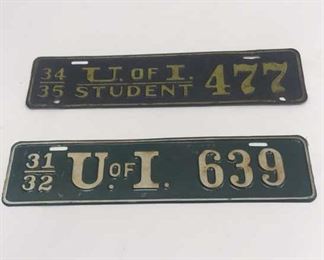 34 U. OF I. 477
35 STUDENT
31 U. OF I. 639
32